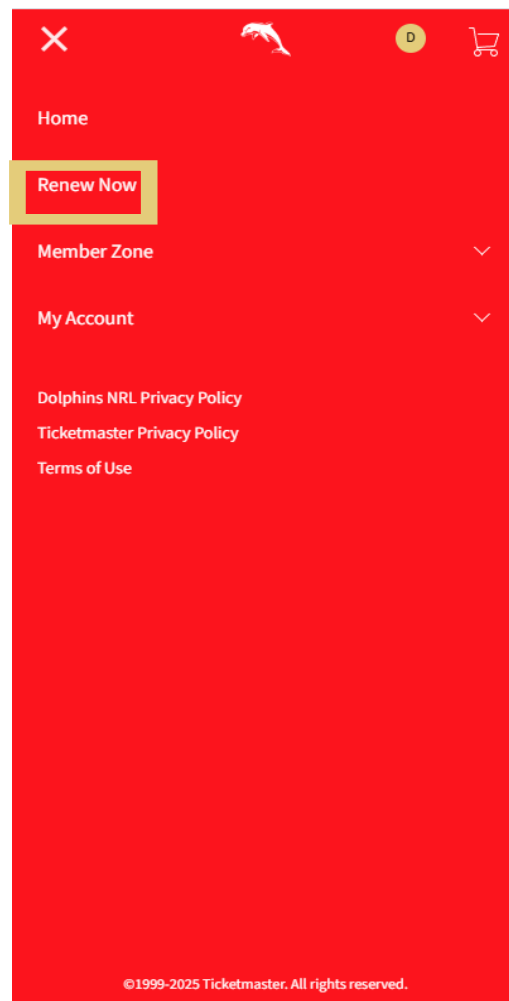 D
Home
Renew Now
Member Zone
My Account
Dolphins NRL Privacy Policy
Ticketmaster Privacy Policy
Terms of Use
©1999-2025 Ticketmaster. All rights reserved.